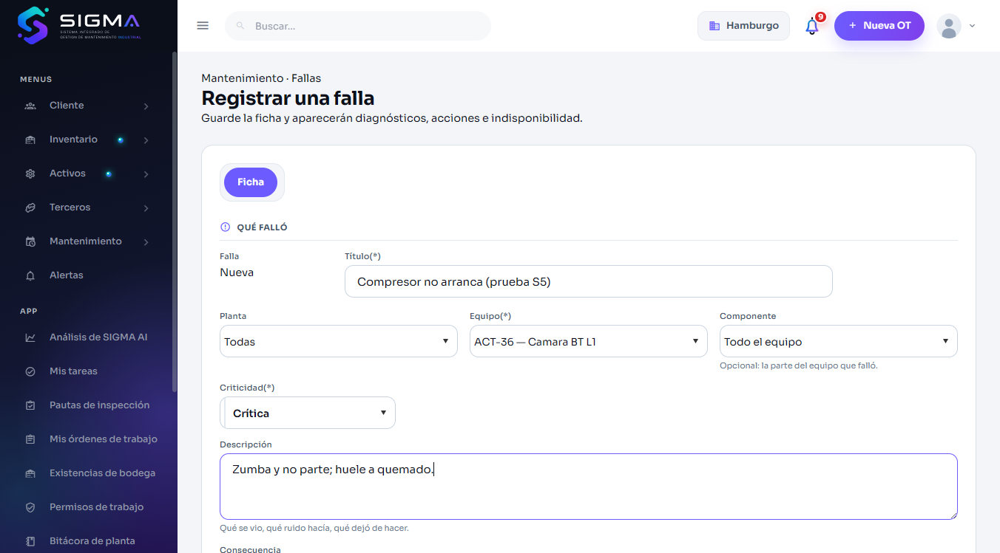 SIGMA
SISTEMA INTEGRADO DE
GESTIÓN DE MANTENIMIENTO INDUSTRIAL
Buscar...
Hamburgo
9
+ Nueva OT
MENUS
Cliente
Inventario
Activos
Terceros
Mantenimiento
Alertas
APP
Análisis de SIGMA AI
Mis tareas
Pautas de inspección
Mis órdenes de trabajo
Existencias de bodega
Permisos de trabajo
Bitácora de planta
Mantenimiento · Fallas
Registrar una falla
Guarde la ficha y aparecerán diagnósticos, acciones e indisponibilidad.
Ficha
QUÉ FALLÓ
Falla
Nueva
Título(*)
Compresor no arranca (prueba S5)
Planta
Todas
Equipo(*)
ACT-36 — Camara BT L1
Componente
Todo el equipo
Opcional: la parte del equipo que falló.
Criticidad(*)
Crítica
Descripción
Zumba y no parte; huele a quemado.
Qué se vio, qué ruido hacía, qué dejó de hacer.
Consecuencia